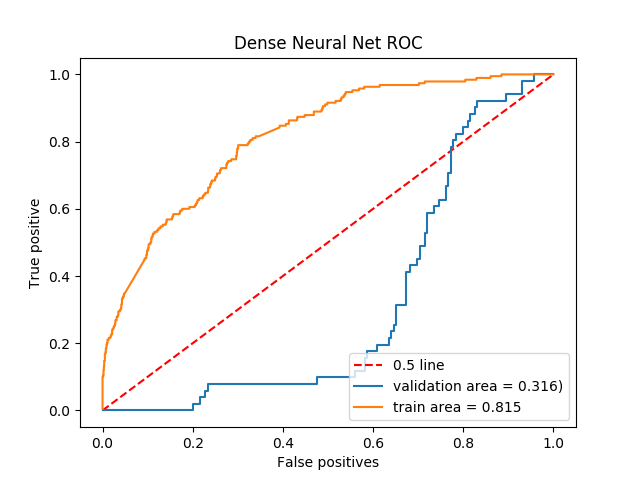 Dense Neural Net ROC
True positive
1.0
0.8
0.6
0.4
0.2
0.0
0.5 line
validation area = 0.316)
train area = 0.815
0.0 0.2 0.4 0.6 0.8 1.0
False positives